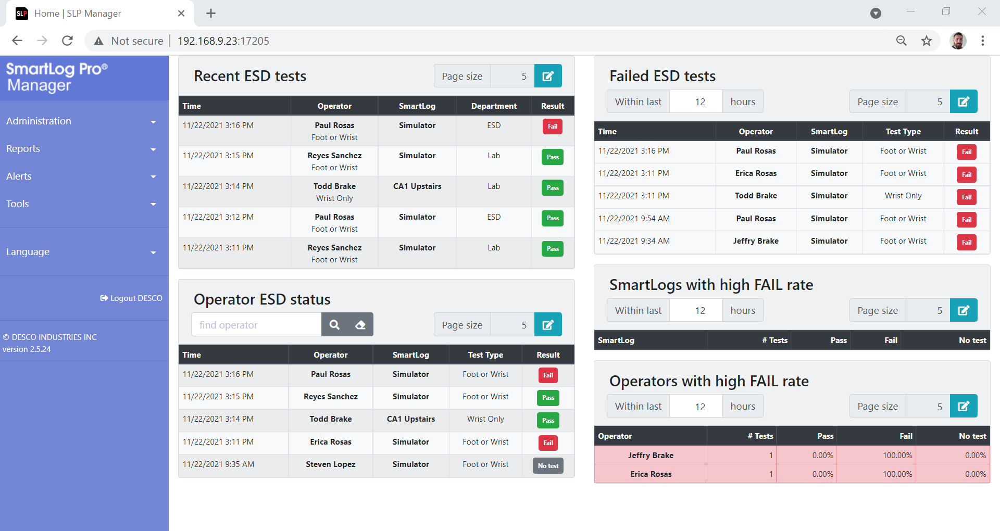 SLP Home | SLP Manager
Not secure | 192.168.9.23:17205
SmartLog Pro®
Manager
Administration
Reports
Alerts
Tools
Language
Logout DESCO
© DESCO INDUSTRIES INC
version 2.5.24
Recent ESD tests Page size 5
Time Operator SmartLog Department Result
11/22/2021 3:16 PM Paul Rosas Simulator ESD Fail
Foot or Wrist
11/22/2021 3:15 PM Reyes Sanchez Simulator Lab Pass
Foot or Wrist
11/22/2021 3:14 PM Todd Brake CA1 Upstairs Lab Pass
Wrist Only
11/22/2021 3:12 PM Paul Rosas Simulator ESD Pass
Foot or Wrist
11/22/2021 3:11 PM Reyes Sanchez Simulator Lab Pass
Foot or Wrist
Operator ESD status
find operator Page size 5
Time Operator SmartLog Test Type Result
11/22/2021 3:16 PM Paul Rosas Simulator Foot or Wrist Fail
11/22/2021 3:15 PM Reyes Sanchez Simulator Foot or Wrist Pass
11/22/2021 3:14 PM Todd Brake CA1 Upstairs Wrist Only Pass
11/22/2021 3:11 PM Erica Rosas Simulator Foot or Wrist Fail
11/22/2021 9:35 AM Steven Lopez Simulator Foot or Wrist No test
Failed ESD tests
Within last 12 hours Page size 5
Time Operator SmartLog Test Type Result
11/22/2021 3:16 PM Paul Rosas Simulator Foot or Wrist Fail
11/22/2021 3:11 PM Erica Rosas Simulator Foot or Wrist Fail
11/22/2021 3:11 PM Todd Brake Simulator Wrist Only Fail
11/22/2021 9:54 AM Paul Rosas Simulator Foot or Wrist Fail
11/22/2021 9:34 AM Jeffry Brake Simulator Foot or Wrist Fail
SmartLogs with high FAIL rate
Within last 12 hours Page size 5
SmartLog # Tests Pass Fail No test
Operators with high FAIL rate
Within last 12 hours Page size 5
Operator # Tests Pass Fail No test
Jeffry Brake 1 0.00% 100.00% 0.00%
Erica Rosas 1 0.00% 100.00% 0.00%